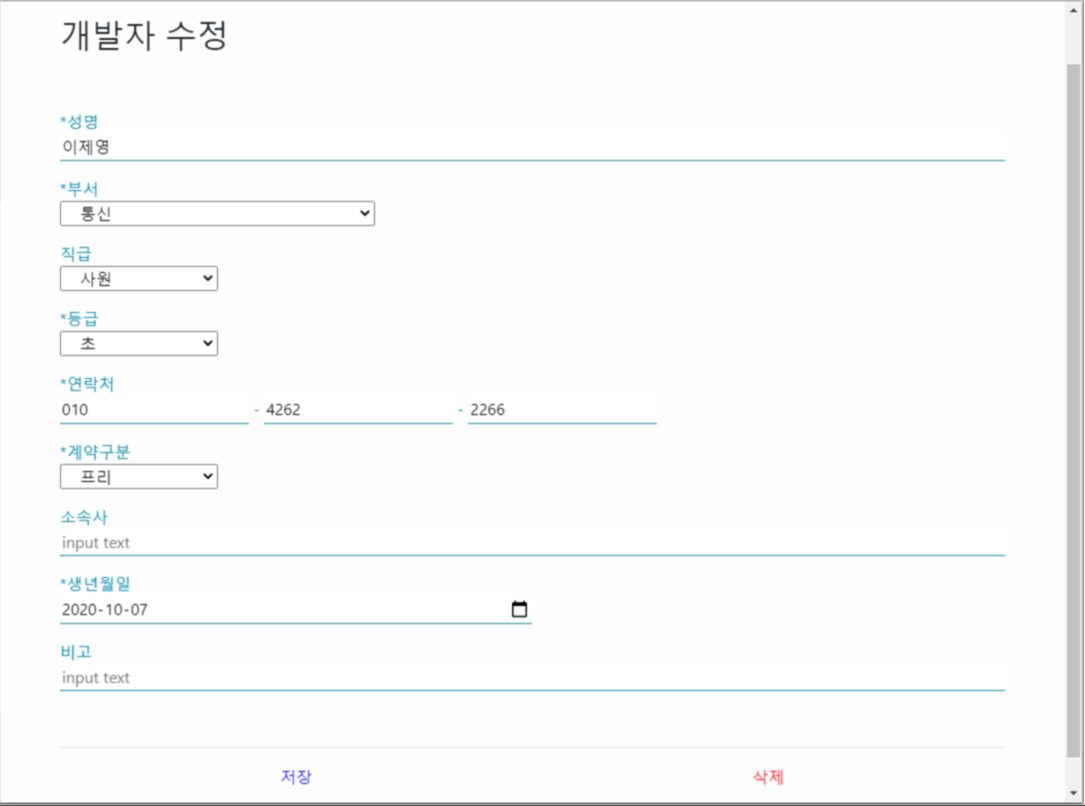 개발자 수정
*성명
이제영
*부서
통신
직급
사원
*등급
초
*연락처
010 - 4262 - 2266
*계약구분
프리
소속사
input text
*생년월일
2020-10-07
비고
input text
저장 삭제